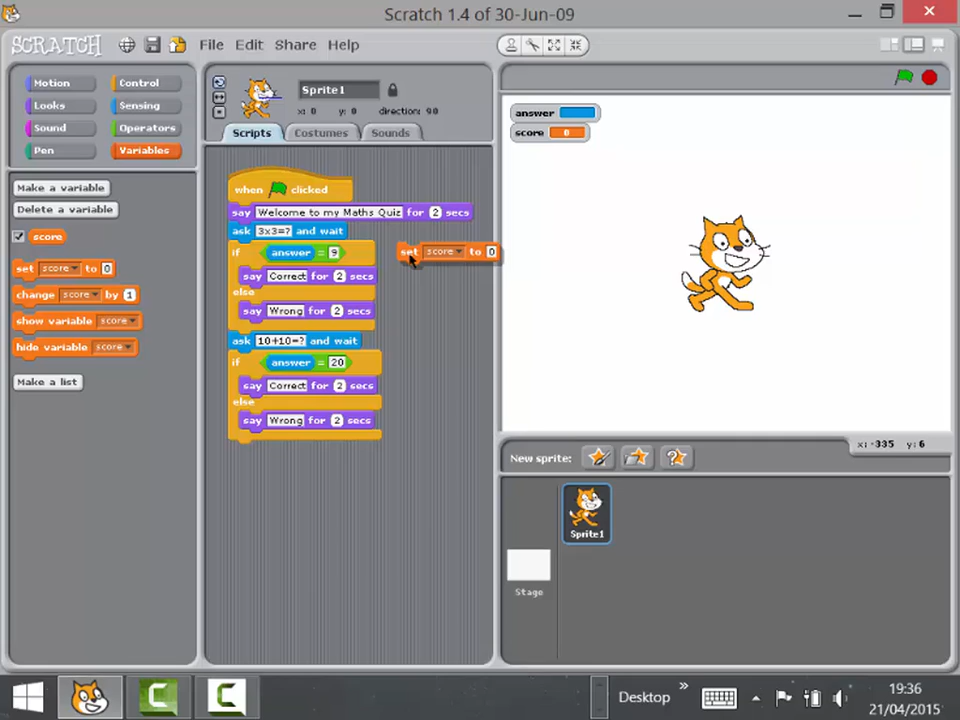 Scratch 1.4 of 30-Jun-09
SCRATCH File Edit Share Help
Motion Control
Looks Sensing
Sound Operators
Pen Variables
Make a variable
Delete a variable
score
set score to 0
change score by 1
show variable score
hide variable score
Make a list
Sprite1
x: 0 y: 0 direction: 90
Scripts Costumes Sounds
when clicked
say Welcome to my Maths Quiz for 2 secs
ask 3x3=? and wait
if answer = 9
set score to 0
say Correct for 2 secs
else
say Wrong for 2 secs
ask 10+10=? and wait
if answer = 20
say Correct for 2 secs
else
say Wrong for 2 secs
answer
score 0
x: -335 y: 6
New sprite:
Sprite1
Stage
Desktop
19:36
21/04/2015